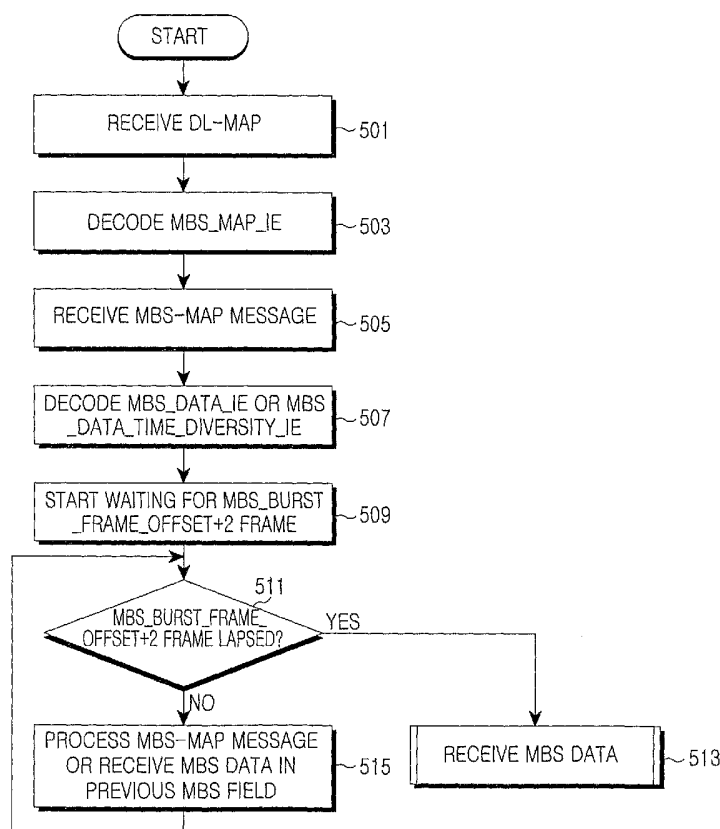 START
RECEIVE DL-MAP
501
DECODE MBS_MAP_IE
503
RECEIVE MBS-MAP MESSAGE
505
DECODE MBS_DATA_IE OR MBS
_DATA_TIME_DIVERSITY_IE
507
START WAITING FOR MBS_BURST
_FRAME_OFFSET+2 FRAME
509
511
MBS_BURST_FRAME_
OFFSET+2 FRAME LAPSED?
YES
NO
PROCESS MBS-MAP MESSAGE
OR RECEIVE MBS DATA IN
PREVIOUS MBS FIELD
515
RECEIVE MBS DATA
513